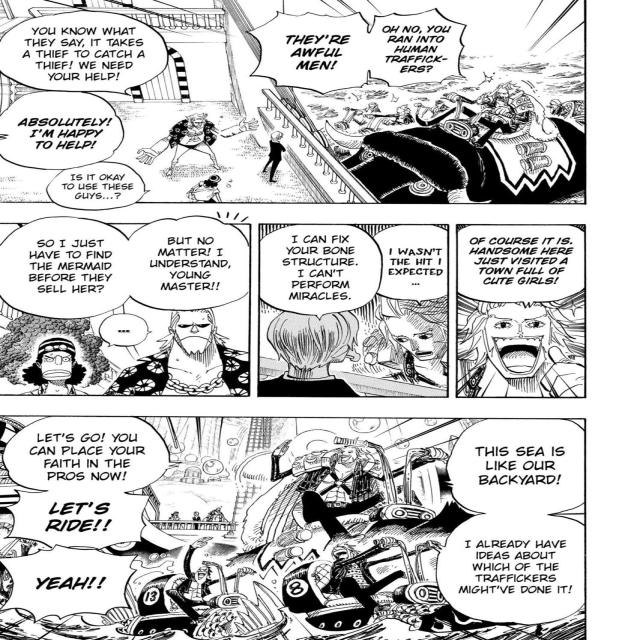 OH NO, YOU
RAN INTO
HUMAN
TRAFFICK-
ERS?
THEY'RE
AWFUL
MEN!
YOU KNOW WHAT
THEY SAY, IT TAKES
A THIEF TO CATCH A
THIEF! WE NEED
YOUR HELP!
ABSOLUTELY!
I'M HAPPY
TO HELP!
IS IT OKAY
TO USE THESE
GUYS...?
OF COURSE IT IS.
HANDSOME HERE
JUST VISITED A
TOWN FULL OF
CUTE GIRLS!
I WASN'T
THE HIT I
EXPECTED
...
I CAN FIX
YOUR BONE
STRUCTURE.
I CAN'T
PERFORM
MIRACLES.
BUT NO
MATTER! I
UNDERSTAND,
YOUNG
MASTER!!
...
SO I JUST
HAVE TO FIND
THE MERMAID
BEFORE THEY
SELL HER?
THIS SEA IS
LIKE OUR
BACKYARD!
I ALREADY HAVE
IDEAS ABOUT
WHICH OF THE
TRAFFICKERS
MIGHT'VE DONE IT!
LET'S GO! YOU
CAN PLACE YOUR
FAITH IN THE
PROS NOW!
LET'S
RIDE!!
YEAH!!
8
13